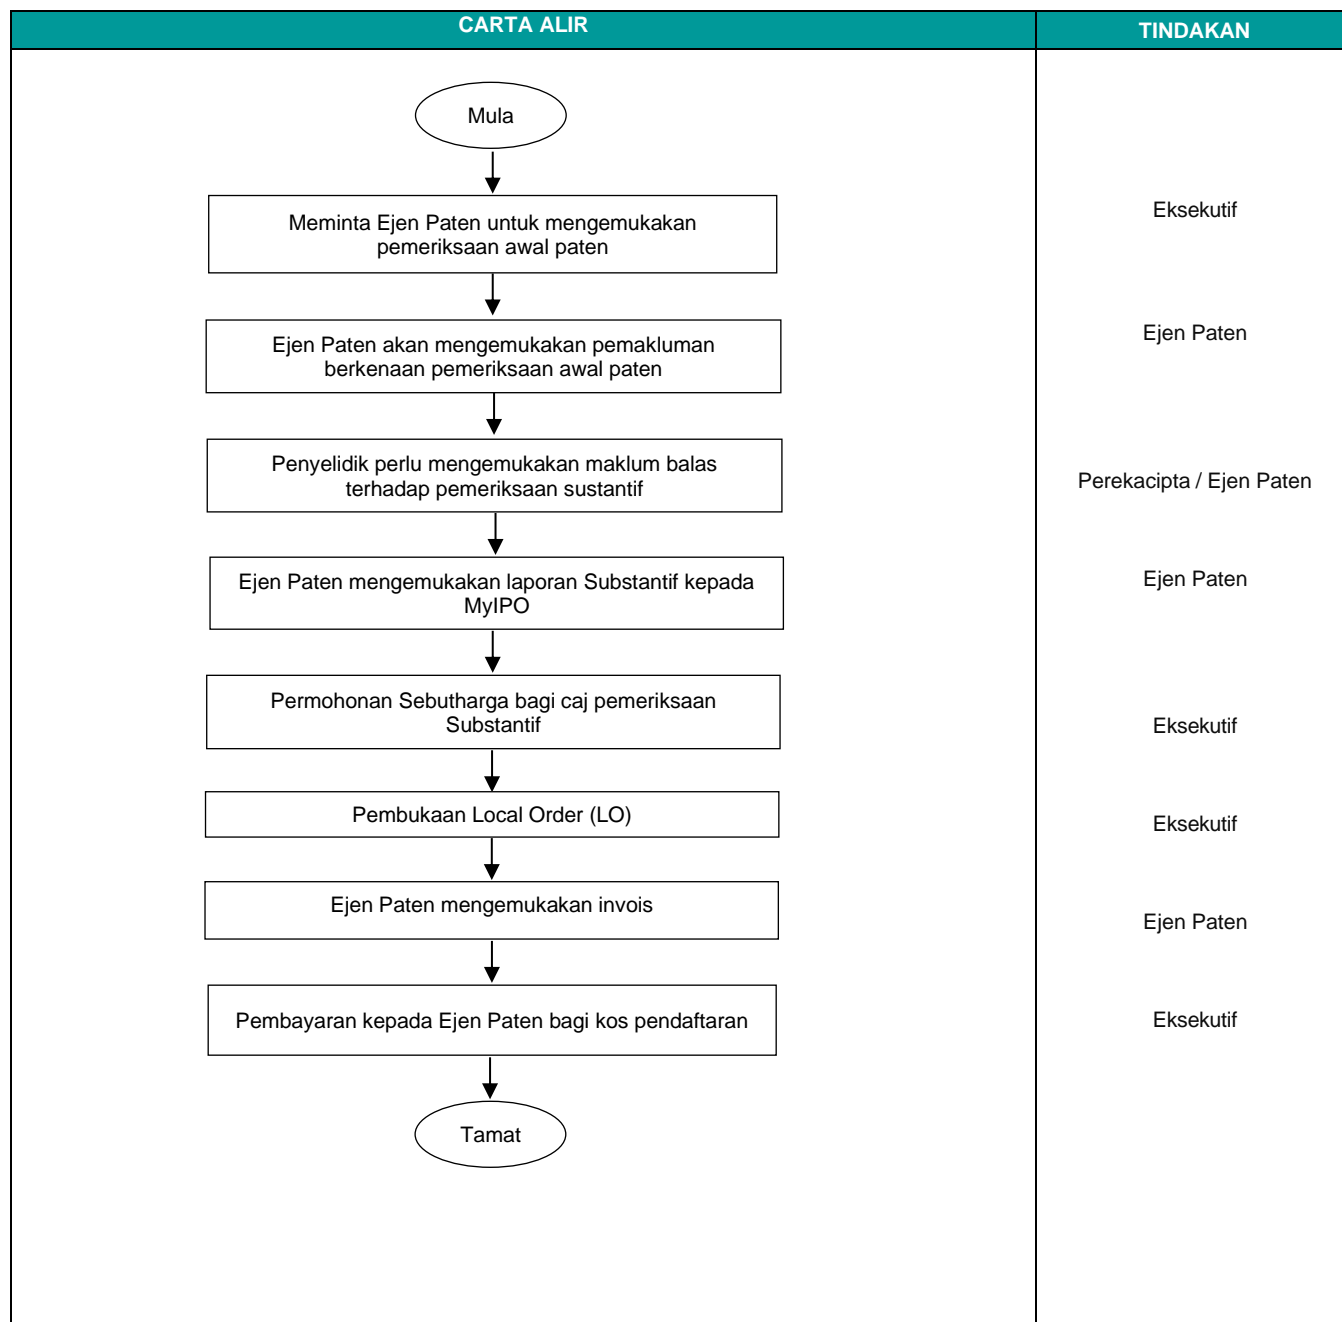 CARTA ALIR
TINDAKAN
Mula
Meminta Ejen Paten untuk mengemukakan
pemeriksaan awal paten
Eksekutif
Ejen Paten akan mengemukakan pemakluman
berkenaan pemeriksaan awal paten
Ejen Paten
Penyelidik perlu mengemukakan maklum balas
terhadap pemeriksaan sustantif
Perekacipta / Ejen Paten
Ejen Paten mengemukakan laporan Substantif kepada
MyIPO
Ejen Paten
Permohonan Sebutharga bagi caj pemeriksaan
Substantif
Eksekutif
Pembukaan Local Order (LO)
Eksekutif
Ejen Paten mengemukakan invois
Ejen Paten
Pembayaran kepada Ejen Paten bagi kos pendaftaran
Eksekutif
Tamat